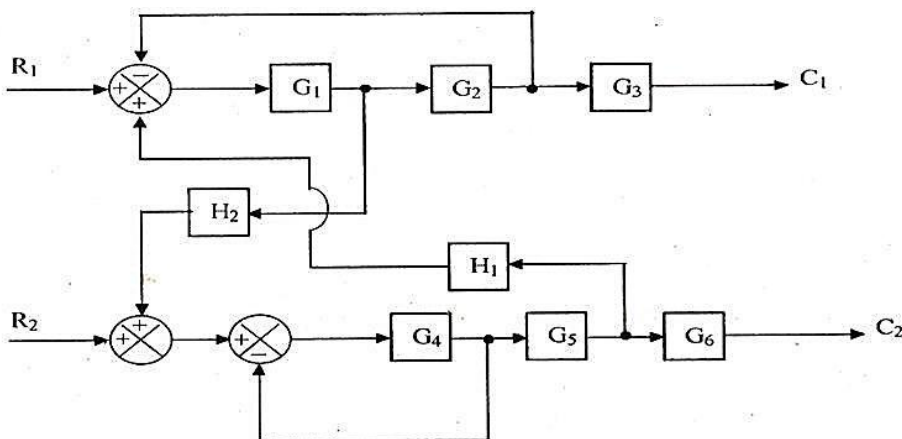 R₁ + − + G₁ G₂ G₃ C₁
H₂
H₁
R₂ + + + − G₄ G₅ G₆ C₂